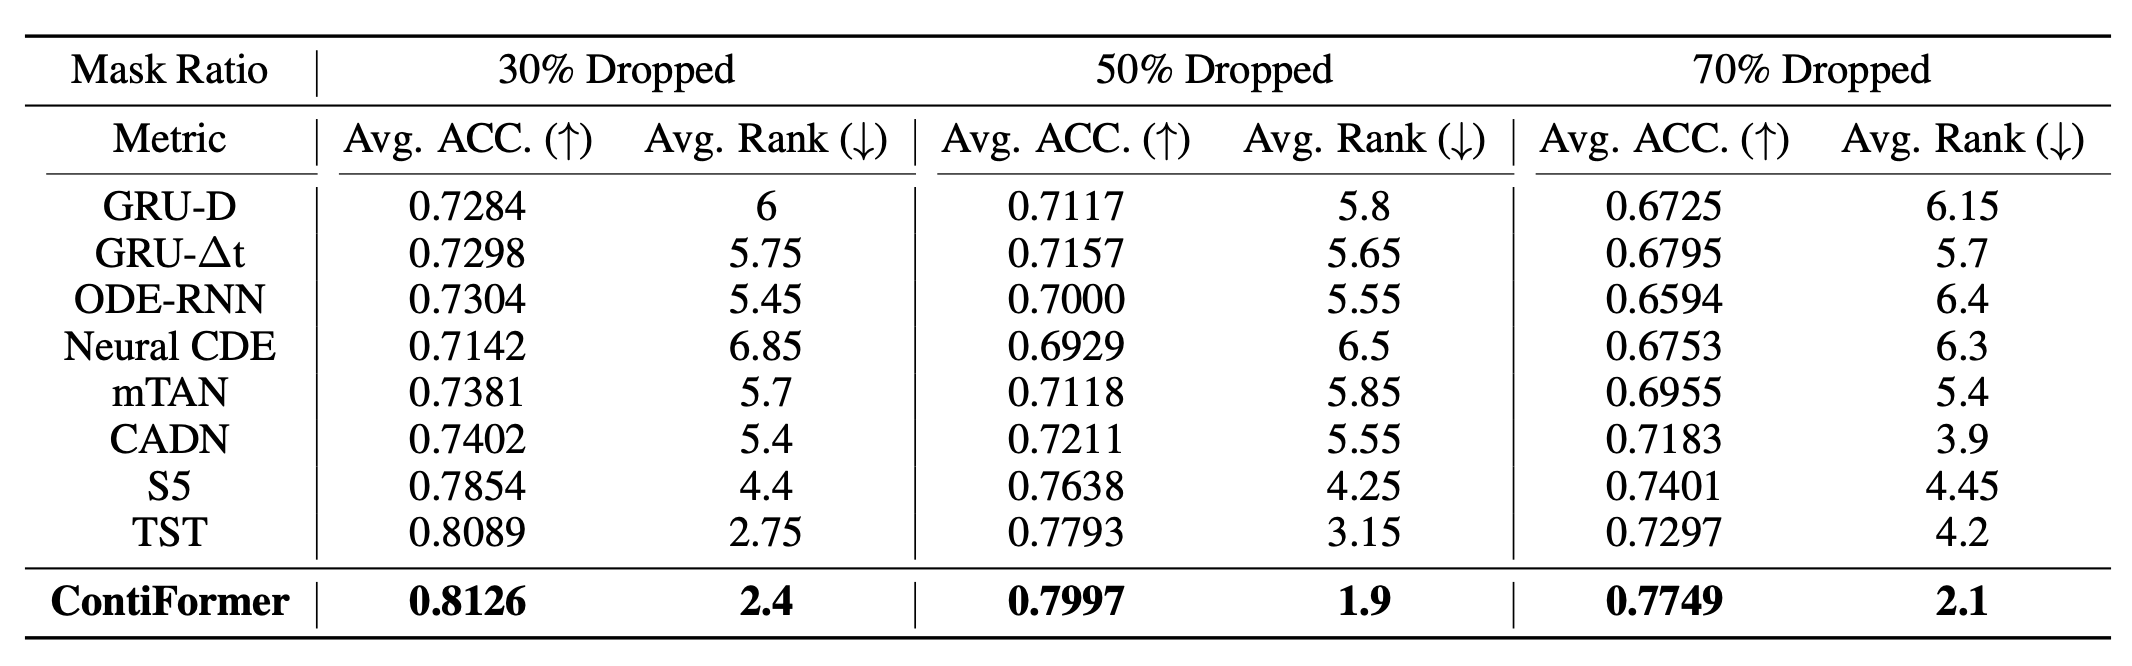 Mask Ratio 30% Dropped 50% Dropped 70% Dropped
Metric Avg. ACC. (↑) Avg. Rank (↓) Avg. ACC. (↑) Avg. Rank (↓) Avg. ACC. (↑) Avg. Rank (↓)
GRU-D 0.7284 6 0.7117 5.8 0.6725 6.15
GRU-Δt 0.7298 5.75 0.7157 5.65 0.6795 5.7
ODE-RNN 0.7304 5.45 0.7000 5.55 0.6594 6.4
Neural CDE 0.7142 6.85 0.6929 6.5 0.6753 6.3
mTAN 0.7381 5.7 0.7118 5.85 0.6955 5.4
CADN 0.7402 5.4 0.7211 5.55 0.7183 3.9
S5 0.7854 4.4 0.7638 4.25 0.7401 4.45
TST 0.8089 2.75 0.7793 3.15 0.7297 4.2
ContiFormer 0.8126 2.4 0.7997 1.9 0.7749 2.1